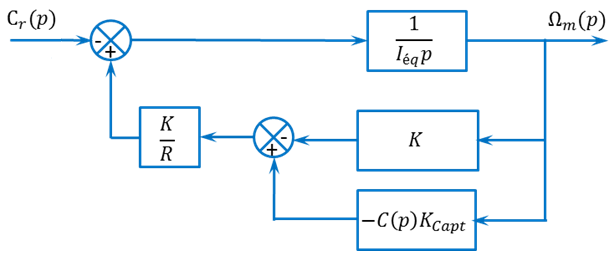 C_r(p)
Ω_m(p)
-
+
1
I_éq p
K
R
-
+
K
−C(p)K_Capt